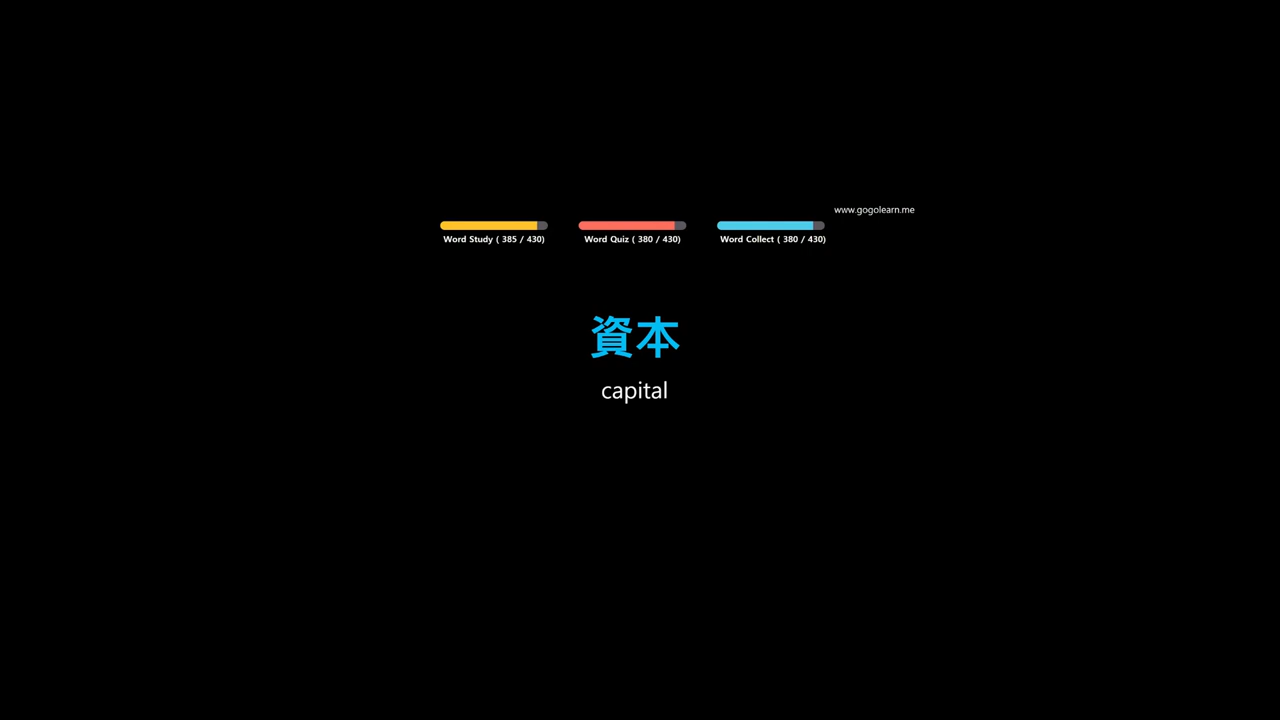 www.gogolearn.me
Word Study ( 385 / 430)
Word Quiz ( 380 / 430)
Word Collect ( 380 / 430)
資本
capital